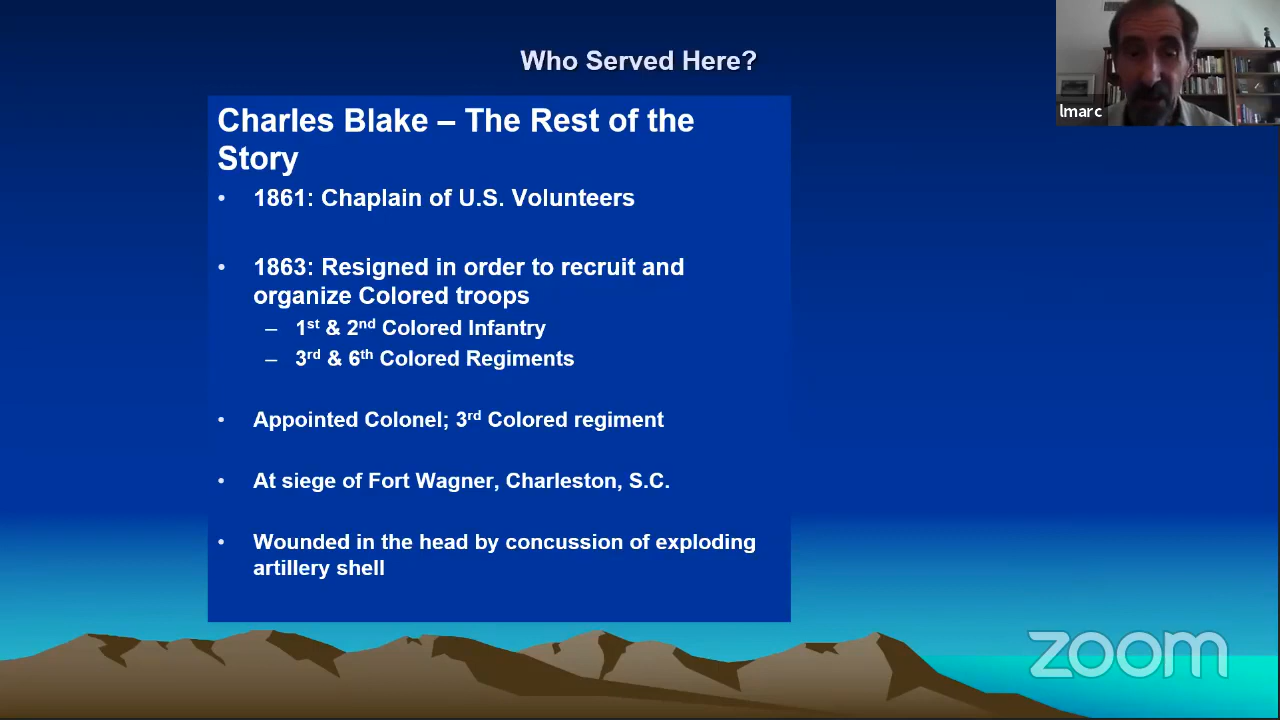 Who Served Here?
lmarc
Charles Blake – The Rest of the
Story
• 1861: Chaplain of U.S. Volunteers
• 1863: Resigned in order to recruit and
organize Colored troops
– 1st & 2nd Colored Infantry
– 3rd & 6th Colored Regiments
• Appointed Colonel; 3rd Colored regiment
• At siege of Fort Wagner, Charleston, S.C.
• Wounded in the head by concussion of exploding
artillery shell
zoom